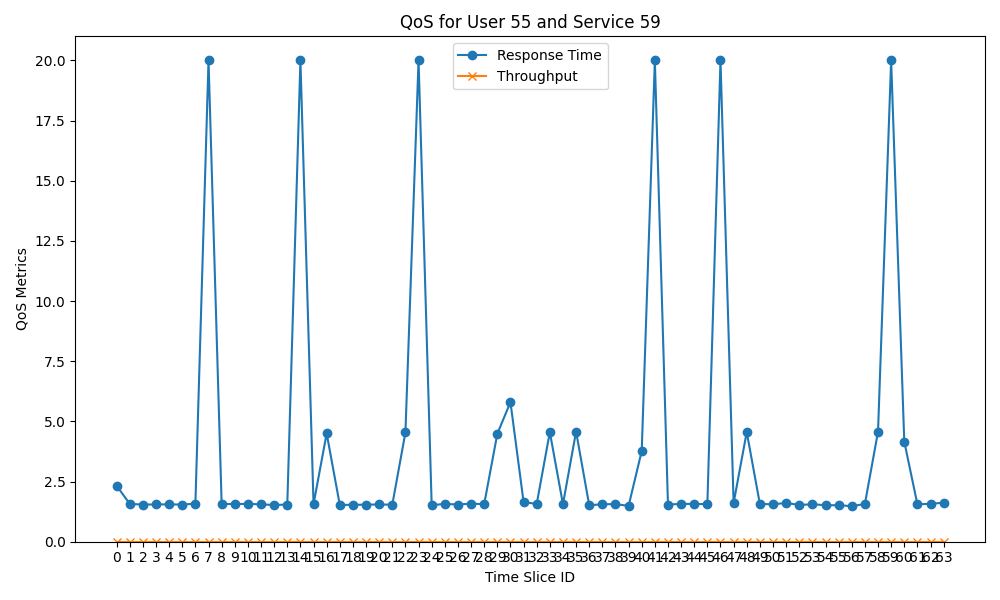 QoS for User 55 and Service 59
Response Time
Throughput
20.0
17.5
15.0
12.5
10.0
7.5
5.0
2.5
0.0
QoS Metrics
0 1 2 3 4 5 6 7 8 9 10 11 12 13 14 15 16 17 18 19 20 21 22 23 24 25 26 27 28 29 30 31 32 33 34 35 36 37 38 39 40 41 42 43 44 45 46 47 48 49 50 51 52 53 54 55 56 57 58 59 60 61 62 63
Time Slice ID